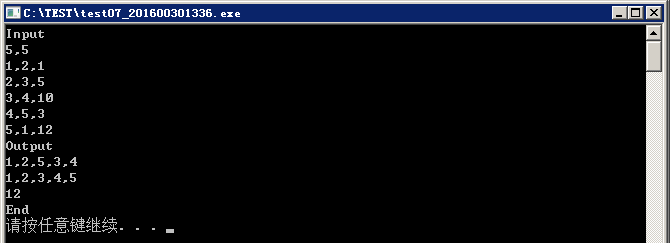 C:\TEST\test07_201600301336.exe
Input
5,5
1,2,1
2,3,5
3,4,10
4,5,3
5,1,12
Output
1,2,5,3,4
1,2,3,4,5
12
End
请按任意键继续. . .